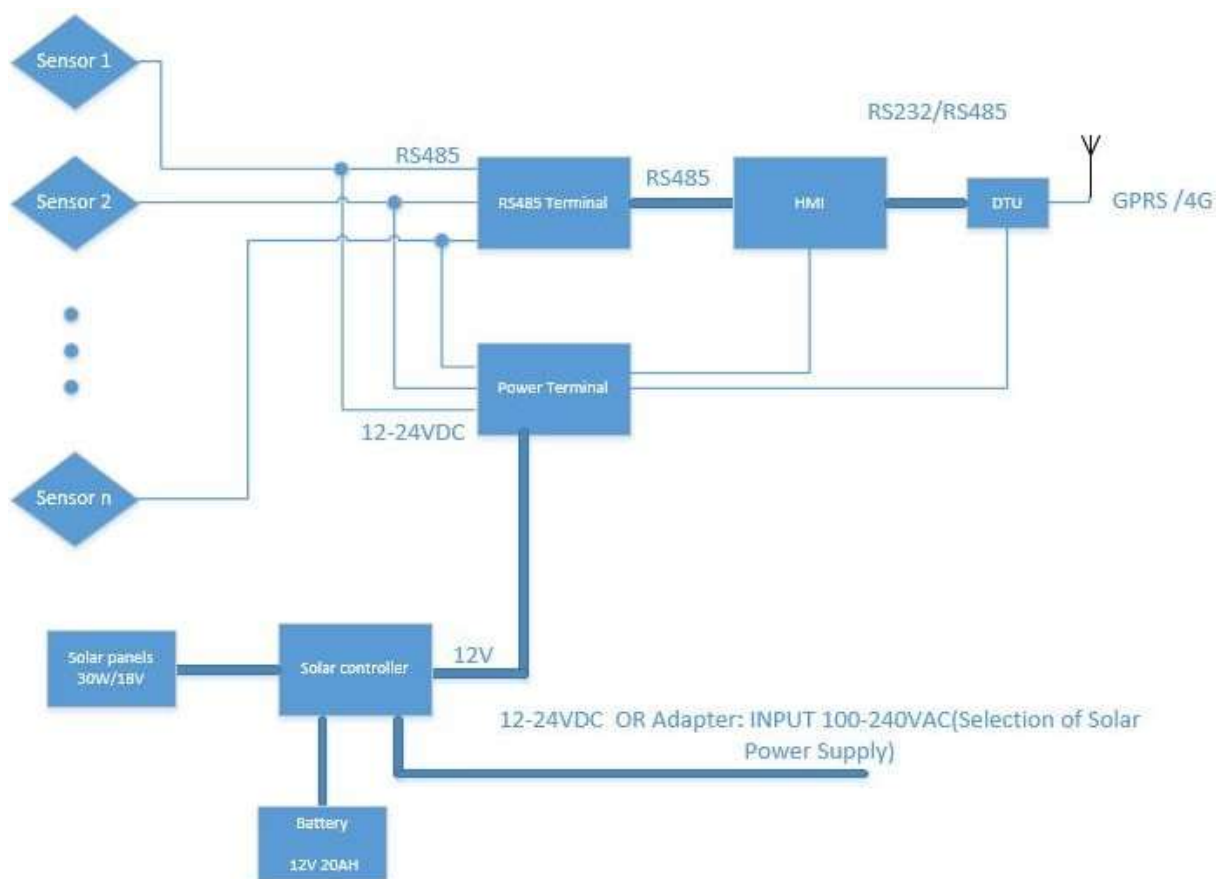 Sensor 1
RS232/RS485
RS485
Sensor 2
RS485 Terminal
RS485
HMI
DTU
GPRS /4G
Power Terminal
12-24VDC
Sensor n
Solar panels
30W/18V
Solar controller
12V
12-24VDC OR Adapter: INPUT 100-240VAC(Selection of Solar
Power Supply)
Battery
12V 20AH